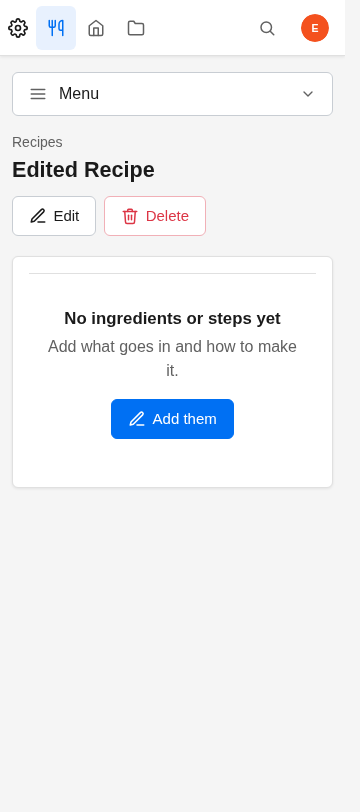 E
Menu
Recipes
Edited Recipe
Edit
Delete
No ingredients or steps yet
Add what goes in and how to make
it.
Add them